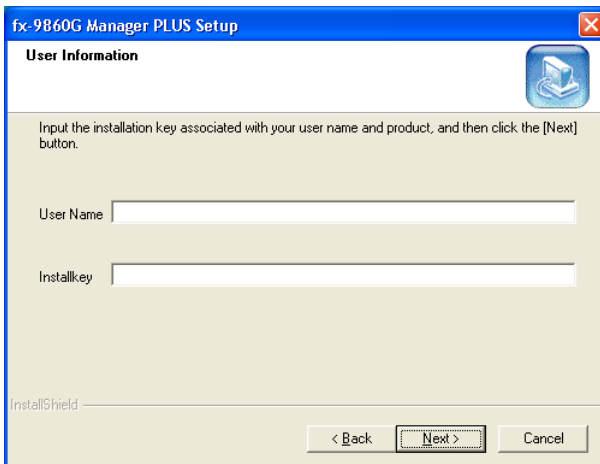 fx-9860G Manager PLUS Setup
User Information
Input the installation key associated with your user name and product, and then click the [Next]
button.
User Name
Installkey
InstallShield
< Back Next > Cancel